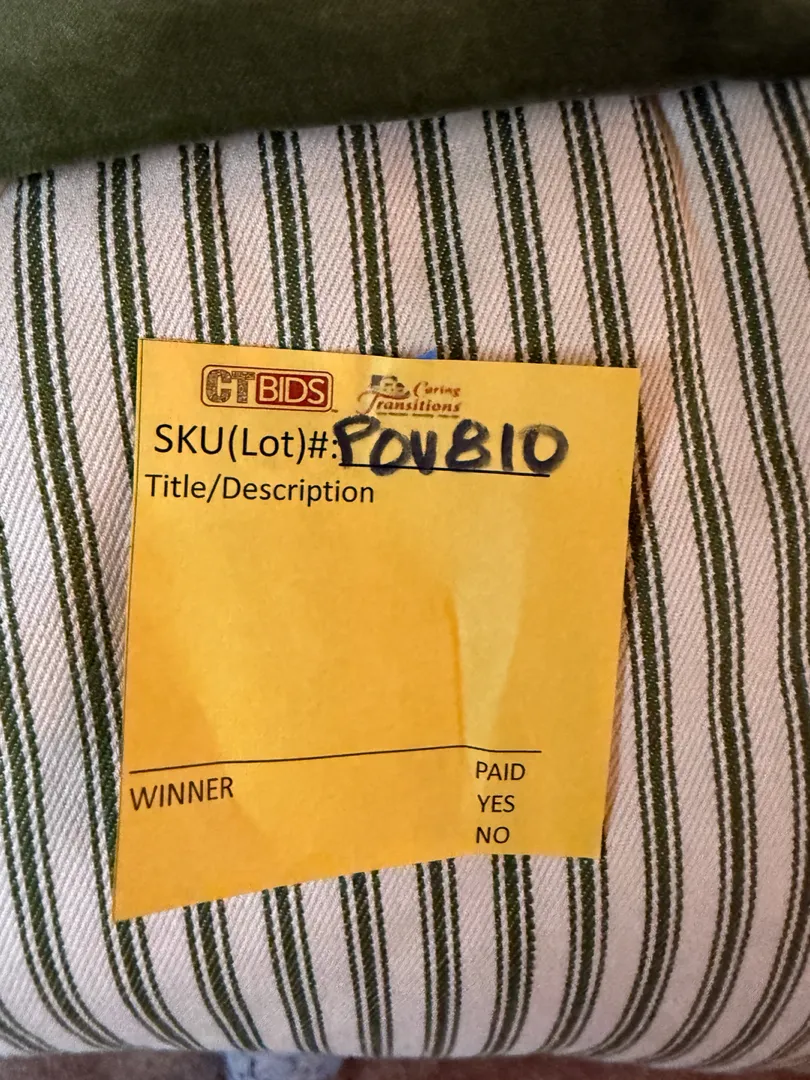 CTBIDS Caring Transitions
SKU(Lot)#: POV810
Title/Description
WINNER PAID
YES
NO